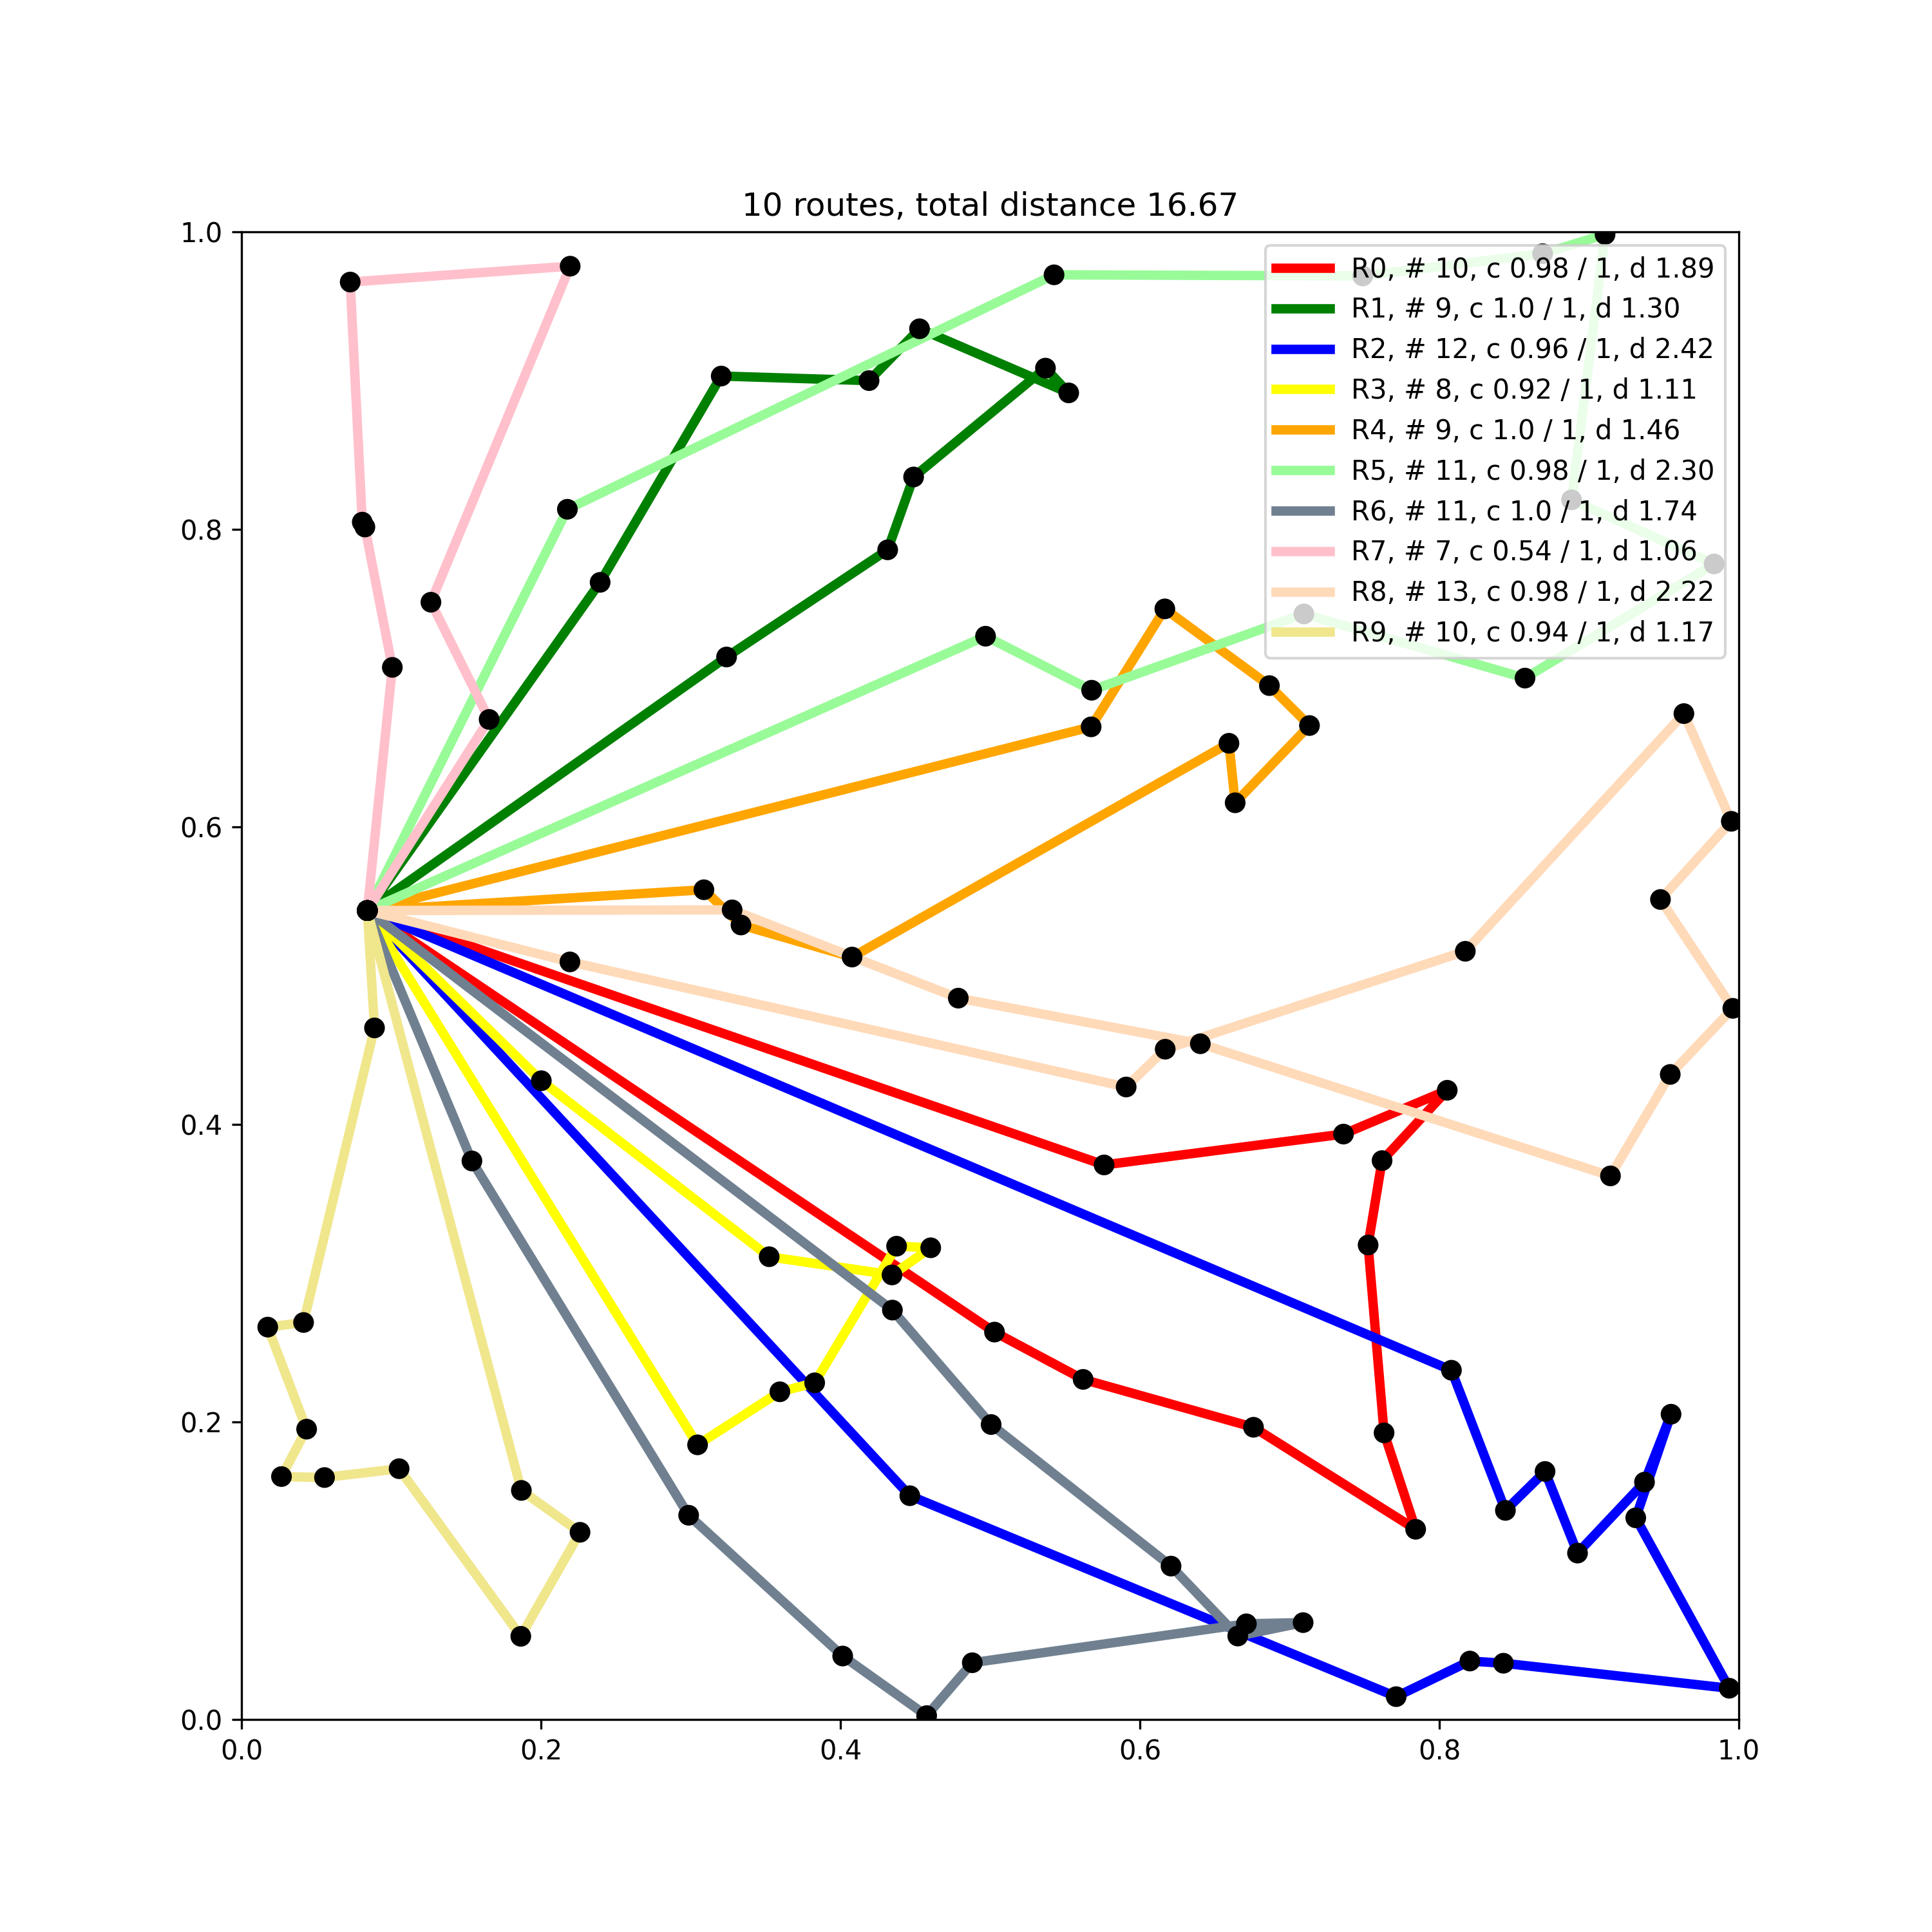 10 routes, total distance 16.67
1.0
0.8
0.6
0.4
0.2
0.0
0.0 0.2 0.4 0.6 0.8 1.0
R0, # 10, c 0.98 / 1, d 1.89
R1, # 9, c 1.0 / 1, d 1.30
R2, # 12, c 0.96 / 1, d 2.42
R3, # 8, c 0.92 / 1, d 1.11
R4, # 9, c 1.0 / 1, d 1.46
R5, # 11, c 0.98 / 1, d 2.30
R6, # 11, c 1.0 / 1, d 1.74
R7, # 7, c 0.54 / 1, d 1.06
R8, # 13, c 0.98 / 1, d 2.22
R9, # 10, c 0.94 / 1, d 1.17